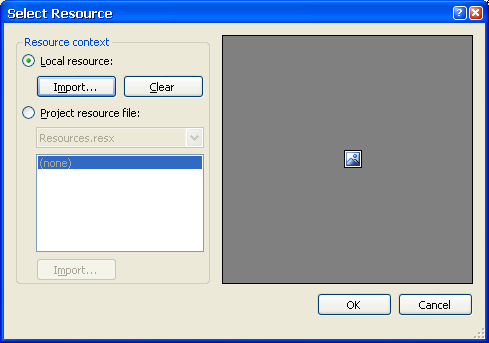 Select Resource
Resource context
Local resource:
Import... Clear
Project resource file:
Resources.resx
(none)
Import...
OK Cancel